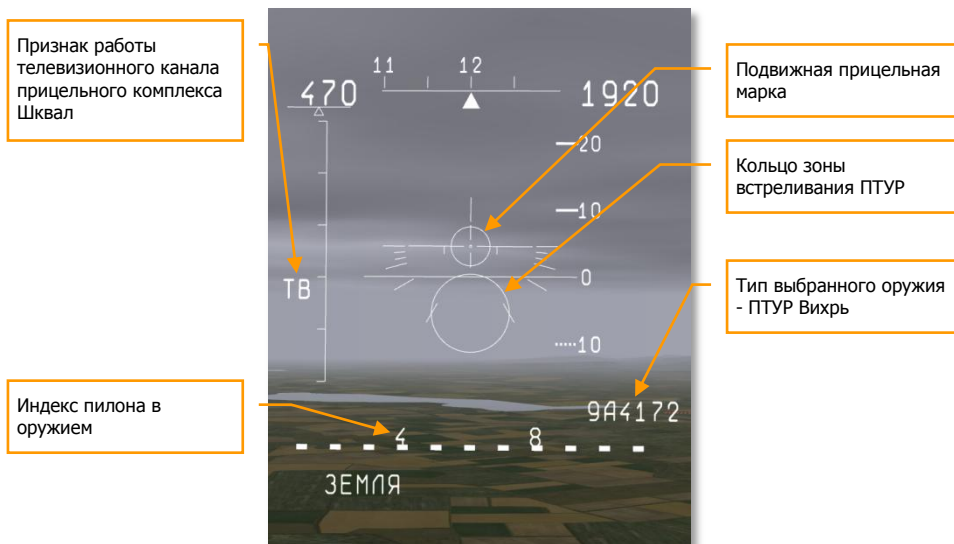 Признак работы
телевизионного канала
прицельного комплекса
Шквал
Индекс пилона в
оружием
11 12
470 1920
20
10
0
ТВ
10
9А4172
4 8
ЗЕМЛЯ
Подвижная прицельная
марка
Кольцо зоны
встреливания ПТУР
Тип выбранного оружия
- ПТУР Вихрь